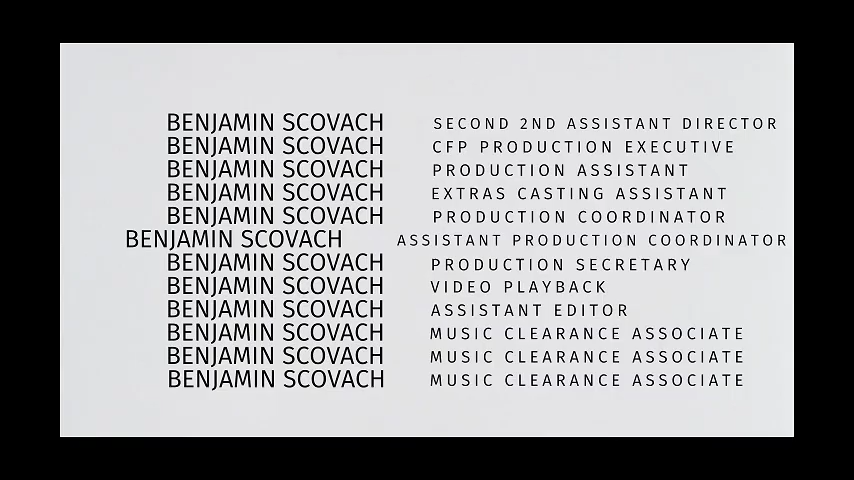 BENJAMIN SCOVACH SECOND 2ND ASSISTANT DIRECTOR
BENJAMIN SCOVACH CFP PRODUCTION EXECUTIVE
BENJAMIN SCOVACH PRODUCTION ASSISTANT
BENJAMIN SCOVACH EXTRAS CASTING ASSISTANT
BENJAMIN SCOVACH PRODUCTION COORDINATOR
BENJAMIN SCOVACH ASSISTANT PRODUCTION COORDINATOR
BENJAMIN SCOVACH PRODUCTION SECRETARY
BENJAMIN SCOVACH VIDEO PLAYBACK
BENJAMIN SCOVACH ASSISTANT EDITOR
BENJAMIN SCOVACH MUSIC CLEARANCE ASSOCIATE
BENJAMIN SCOVACH MUSIC CLEARANCE ASSOCIATE
BENJAMIN SCOVACH MUSIC CLEARANCE ASSOCIATE